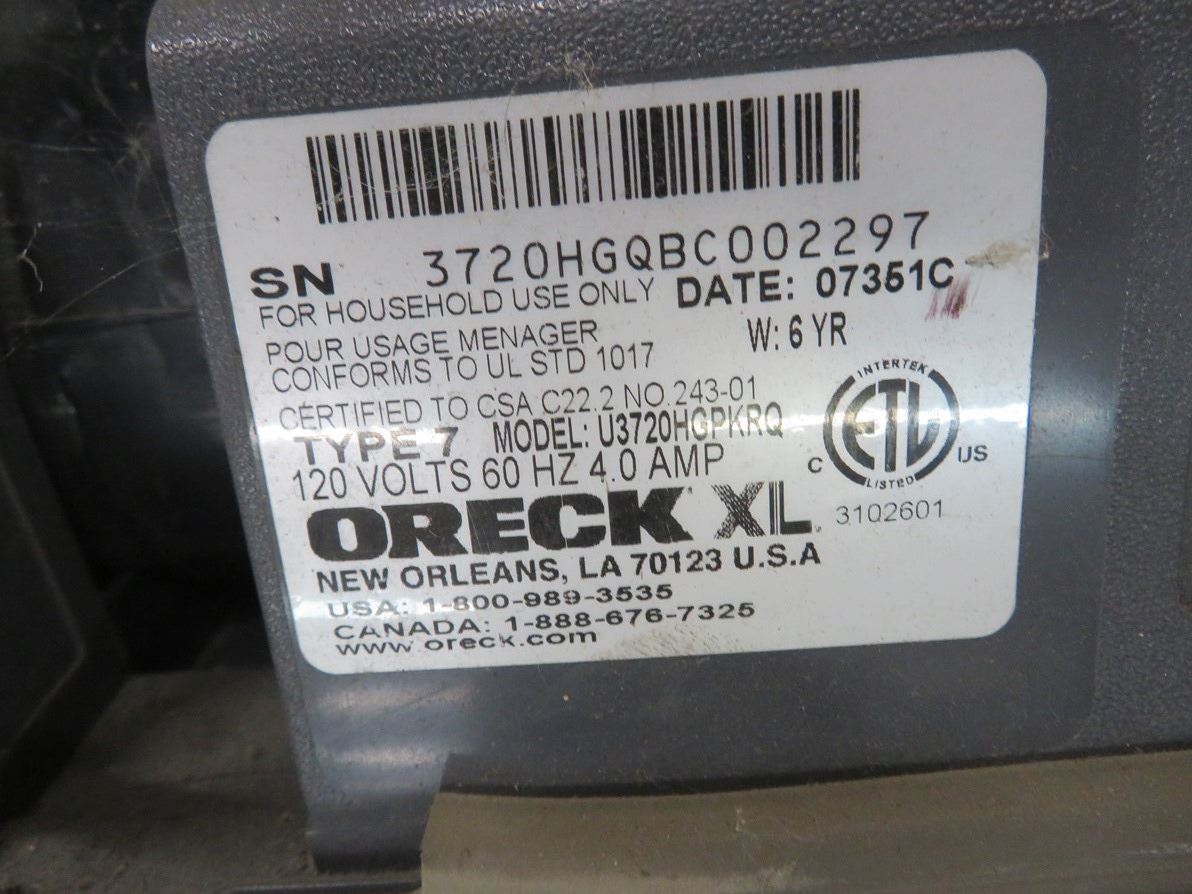 SN 3720HGQBC002297
FOR HOUSEHOLD USE ONLY DATE: 07351C
POUR USAGE MENAGER W: 6 YR
CONFORMS TO UL STD 1017
CERTIFIED TO CSA C22.2 NO.243-01
TYPE 7 MODEL: U3720HGPKRQ
120 VOLTS 60 HZ 4.0 AMP
INTERTEK
ETL
C US
LISTED
3102601
ORECK XL
NEW ORLEANS, LA 70123 U.S.A
USA: 1-800-989-3535
CANADA: 1-888-676-7325
www.oreck.com